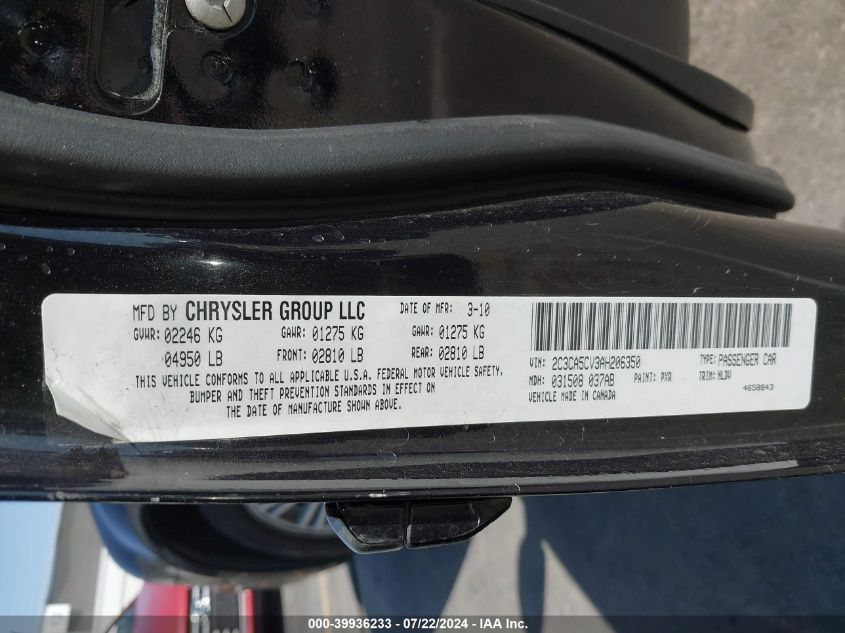 MFD BY CHRYSLER GROUP LLC DATE OF MFR: 3-10
GVWR: 02246 KG GAWR: 01275 KG GAWR: 01275 KG
04950 LB FRONT: 02810 LB REAR: 02810 LB
THIS VEHICLE CONFORMS TO ALL APPLICABLE U.S.A. FEDERAL MOTOR VEHICLE SAFETY,
BUMPER AND THEFT PREVENTION STANDARDS IN EFFECT ON
THE DATE OF MANUFACTURE SHOWN ABOVE.
VIN: 2C3CA5CV3AH206350 TYPE: PASSENGER CAR
MDH: 031508 037AB PAINT: PXR TRIM: NLDV
VEHICLE MADE IN CANADA 4658843
000-39936233 - 07/22/2024 - IAA Inc.